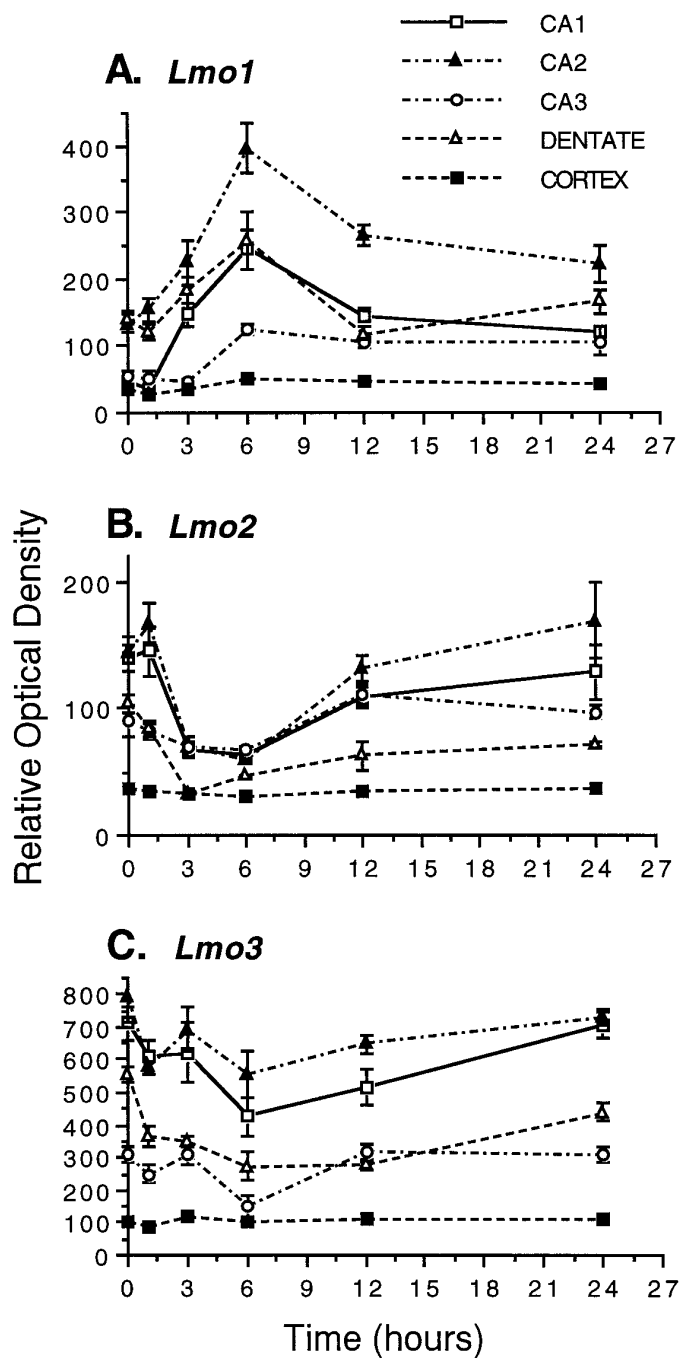 CA1
CA2
CA3
DENTATE
CORTEX
A. Lmo1
400
300
200
100
0
0 3 6 9 12 15 18 21 24 27
B. Lmo2
200
100
0
0 3 6 9 12 15 18 21 24 27
C. Lmo3
800
700
600
500
400
300
200
100
0
0 3 6 9 12 15 18 21 24 27
Relative Optical Density
Time (hours)